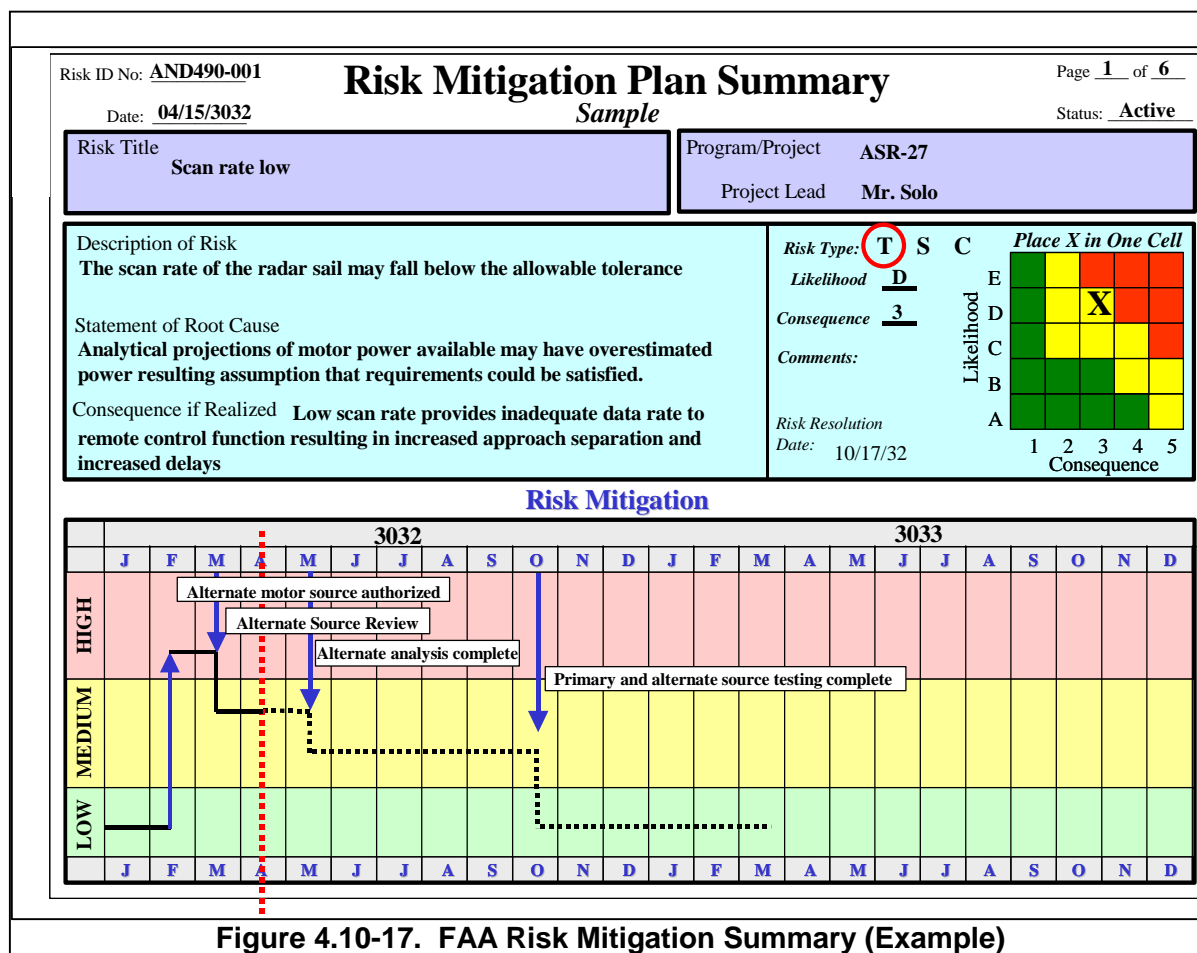 Risk ID No: AND490-001
Risk Mitigation Plan Summary
Page 1 of 6
Date: 04/15/3032
Sample
Status: Active
Risk Title
Scan rate low
Program/Project ASR-27
Project Lead Mr. Solo
Description of Risk
The scan rate of the radar sail may fall below the allowable tolerance
Statement of Root Cause
Analytical projections of motor power available may have overestimated
power resulting assumption that requirements could be satisfied.
Consequence if Realized Low scan rate provides inadequate data rate to
remote control function resulting in increased approach separation and
increased delays
Risk Type: T S C
Likelihood D
Consequence 3
Comments:
Risk Resolution
Date: 10/17/32
Place X in One Cell
Likelihood
E
D X
C
B
A
1 2 3 4 5
Consequence
Risk Mitigation
3032 3033
J F M A M J J A S O N D J F M A M J J A S O N D
HIGH
Alternate motor source authorized
Alternate Source Review
Alternate analysis complete
Primary and alternate source testing complete
MEDIUM
LOW
J F M A M J J A S O N D J F M A M J J A S O N D
Figure 4.10-17. FAA Risk Mitigation Summary (Example)